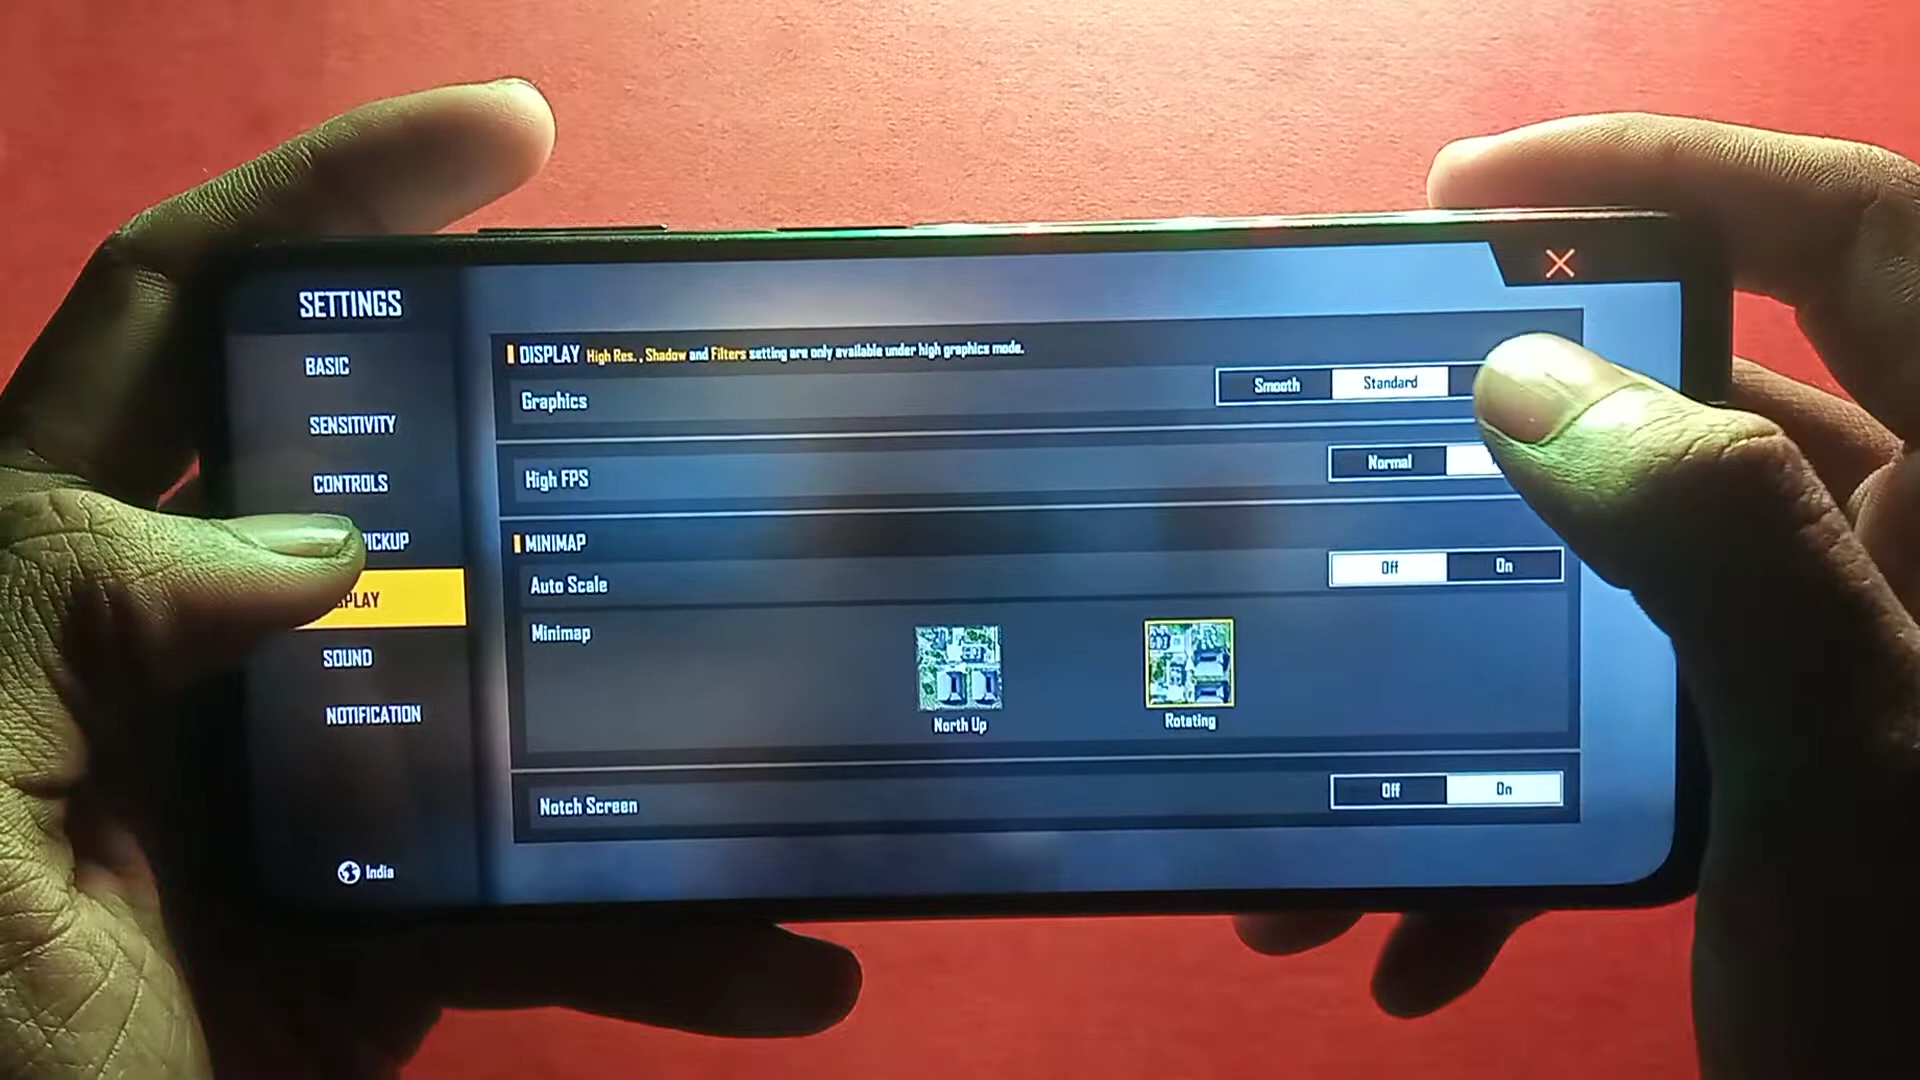 SETTINGS
BASIC
SENSITIVITY
CONTROLS
PICKUP
SPLAY
SOUND
NOTIFICATION
India
DISPLAY High Res. , Shadow and Filters setting are only available under high graphics mode.
Graphics Smooth Standard
High FPS Normal
MINIMAP
Auto Scale Off On
Minimap
North Up Rotating
Notch Screen Off On